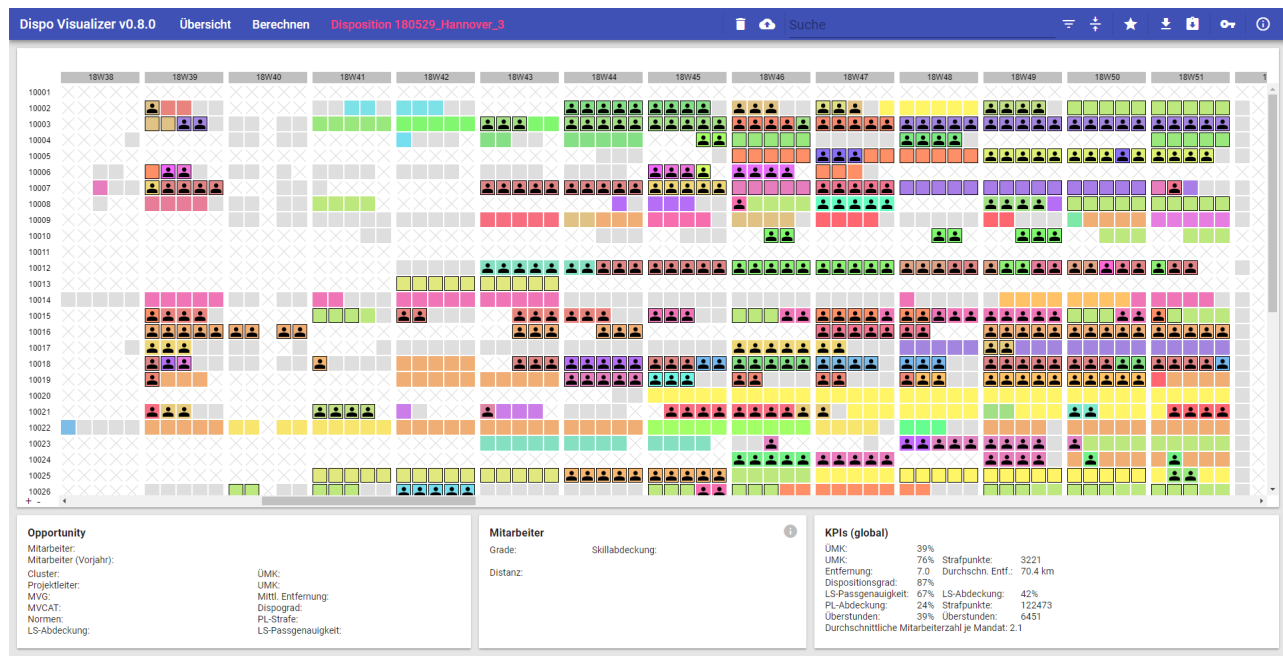 Dispo Visualizer v0.8.0 Übersicht Berechnen Disposition 180529_Hannover_3 Suche
18W38 18W39 18W40 18W41 18W42 18W43 18W44 18W45 18W46 18W47 18W48 18W49 18W50 18W51 1
10001
10002
10003
10004
10005
10006
10007
10008
10009
10010
10011
10012
10013
10014
10015
10016
10017
10018
10019
10020
10021
10022
10023
10024
10025
10026
+ -
Opportunity
Mitarbeiter:
Mitarbeiter (Vorjahr):
Cluster: ÜMK:
Projektleiter: UMK:
MVG: Mittl. Entfernung:
MVCAT: Dispograd:
Normen: PL-Strafe:
LS-Abdeckung: LS-Passgenauigkeit:
Mitarbeiter
Grade: Skillabdeckung:
Distanz:
KPIs (global)
ÜMK: 39%
UMK: 76% Strafpunkte: 3221
Entfernung: 7.0 Durchschn. Entf.: 70.4 km
Dispositionsgrad: 87%
LS-Passgenauigkeit: 67% LS-Abdeckung: 42%
PL-Abdeckung: 24% Strafpunkte: 122473
Überstunden: 39% Überstunden: 6451
Durchschnittliche Mitarbeiterzahl je Mandat: 2.1